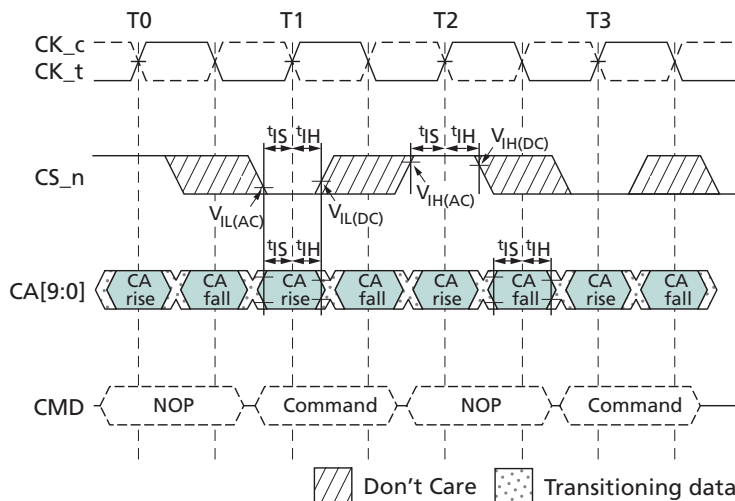 T0 T1 T2 T3
CK_c
CK_t
tIS tIH tIS tIH
VIH(DC)
CS_n
VIL(AC) VIL(DC) VIH(AC)
tIS tIH tIS tIH
CA[9:0] CA rise CA fall CA rise CA fall CA rise CA fall CA rise CA fall
CMD NOP Command NOP Command
Don't Care Transitioning data